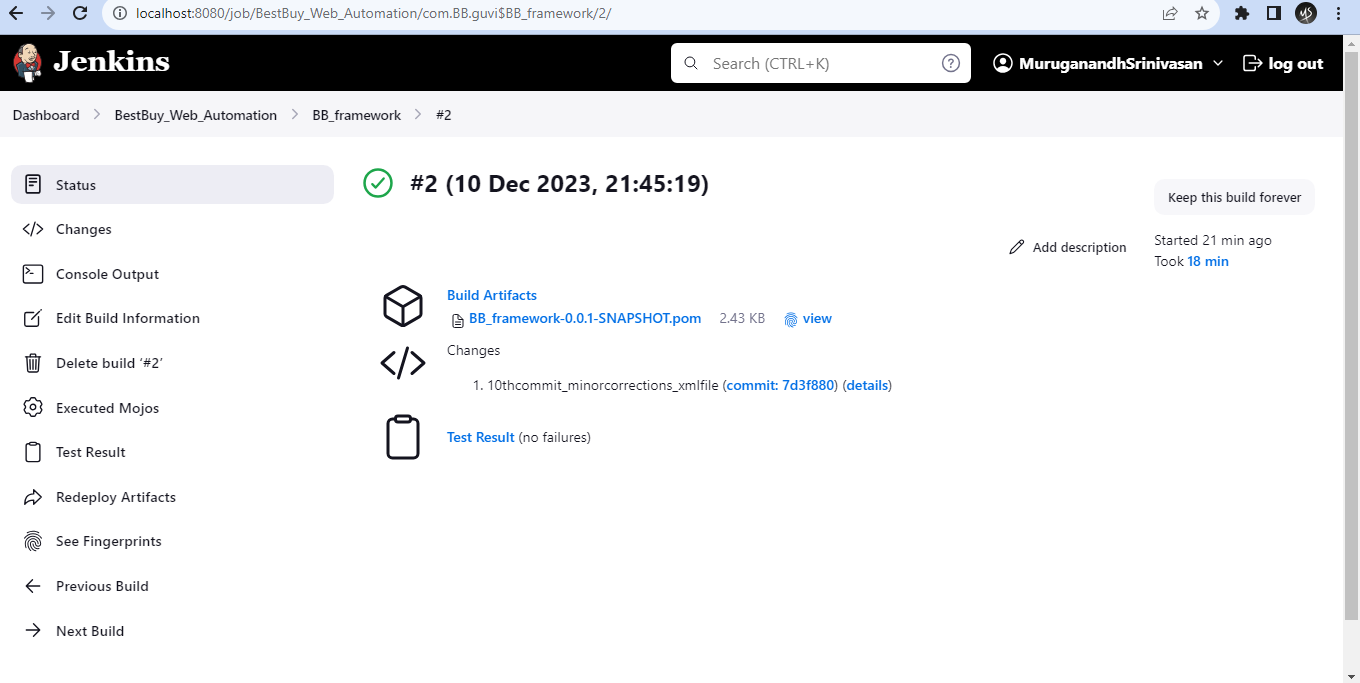 localhost:8080/job/BestBuy_Web_Automation/com.BB.guvi$BB_framework/2/
Jenkins
Search (CTRL+K)
?
MuruganandhSrinivasan
log out
Dashboard > BestBuy_Web_Automation > BB_framework > #2
Status
Changes
Console Output
Edit Build Information
Delete build ‘#2’
Executed Mojos
Test Result
Redeploy Artifacts
See Fingerprints
Previous Build
Next Build
#2 (10 Dec 2023, 21:45:19)
Keep this build forever
Add description
Started 21 min ago
Took 18 min
Build Artifacts
BB_framework-0.0.1-SNAPSHOT.pom 2.43 KB view
Changes
1. 10thcommit_minorcorrections_xmlfile (commit: 7d3f880) (details)
Test Result (no failures)